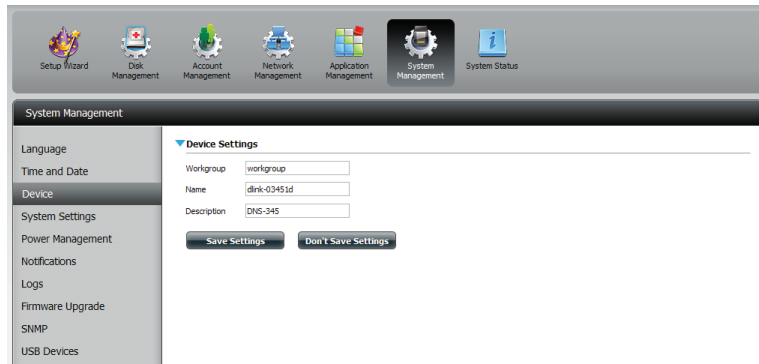 Setup Wizard
Disk Management
Account Management
Network Management
Application Management
System Management
System Status
System Management
Language
Time and Date
Device
System Settings
Power Management
Notifications
Logs
Firmware Upgrade
SNMP
USB Devices
Device Settings
Workgroup workgroup
Name dlink-03451d
Description DNS-345
Save Settings Don't Save Settings